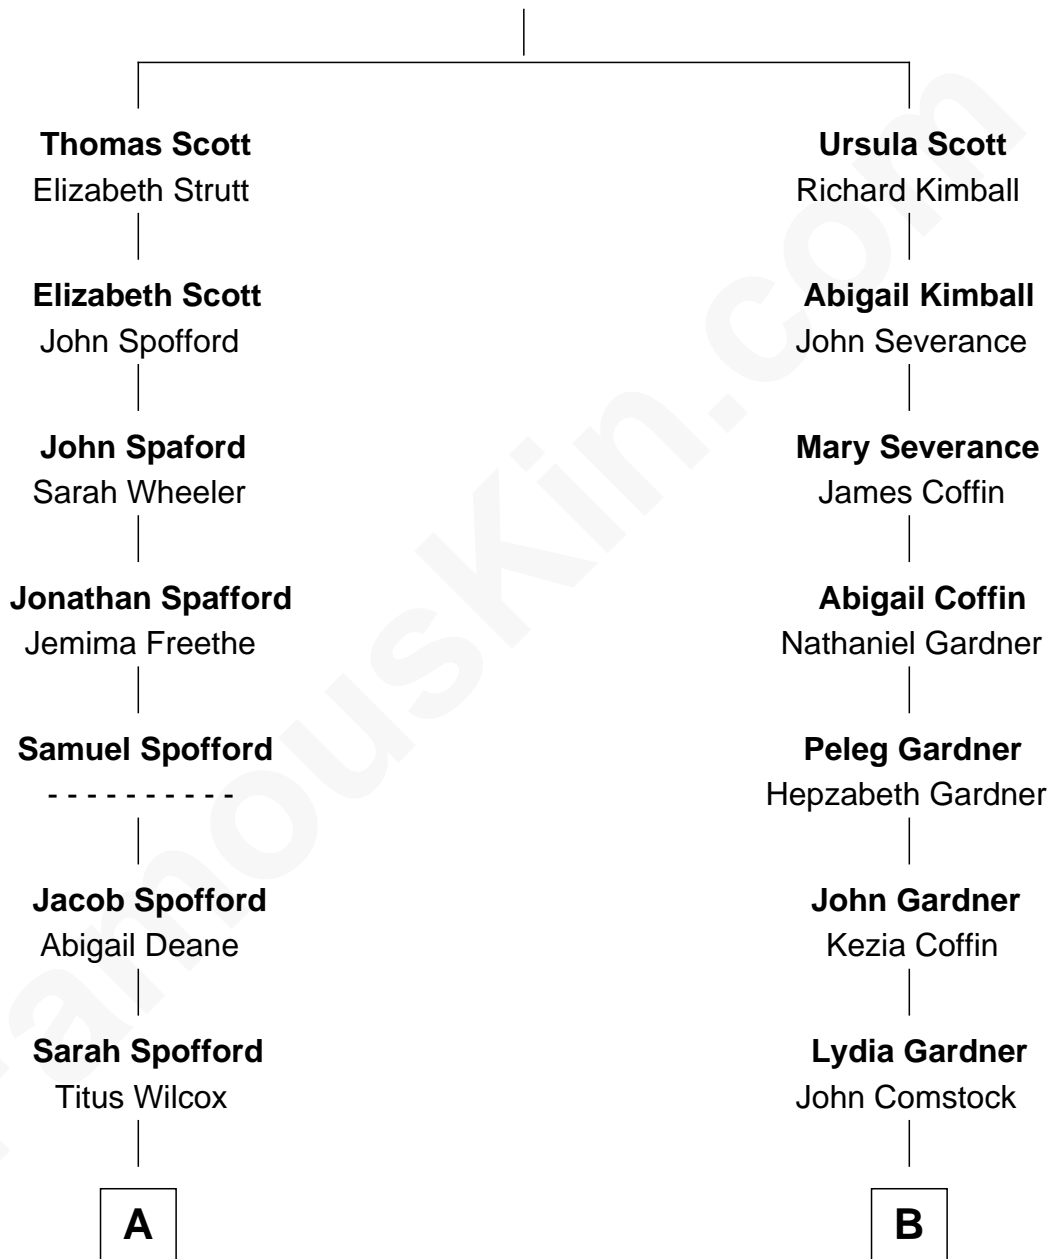 Thomas Scott
Elizabeth Strutt
Elizabeth Scott
John Spofford
John Spaford
Sarah Wheeler
Jonathan Spafford
Jemima Freethe
Samuel Spofford
- - - - - - - - - -
Jacob Spofford
Abigail Deane
Sarah Spofford
Titus Wilcox
A
Ursula Scott
Richard Kimball
Abigail Kimball
John Severance
Mary Severance
James Coffin
Abigail Coffin
Nathaniel Gardner
Peleg Gardner
Hepzabeth Gardner
John Gardner
Kezia Coffin
Lydia Gardner
John Comstock
B
FamousKin.com